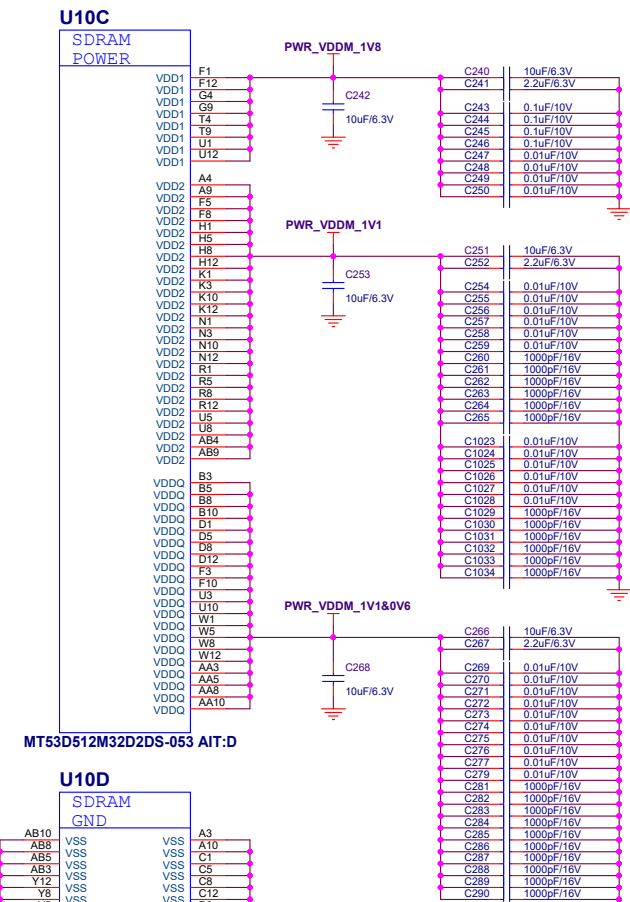 U10C
SDRAM
POWER
PWR_VDDM_1V8
VDD1 F1
VDD1 F12
VDD1 G4
VDD1 G9
VDD1 T4
VDD1 T9
VDD1 U1
VDD1 U12
C242
10uF/6.3V
C240 10uF/6.3V
C241 2.2uF/6.3V
C243 0.1uF/10V
C244 0.1uF/10V
C245 0.1uF/10V
C246 0.1uF/10V
C247 0.01uF/10V
C248 0.01uF/10V
C249 0.01uF/10V
C250 0.01uF/10V
PWR_VDDM_1V1
VDD2 A4
VDD2 A9
VDD2 F5
VDD2 F8
VDD2 H1
VDD2 H5
VDD2 H8
VDD2 H12
VDD2 K1
VDD2 K3
VDD2 K10
VDD2 K12
VDD2 N1
VDD2 N3
VDD2 N10
VDD2 N12
VDD2 R1
VDD2 R5
VDD2 R8
VDD2 R12
VDD2 U5
VDD2 U8
VDD2 AB4
VDD2 AB9
C253
10uF/6.3V
C251 10uF/6.3V
C252 2.2uF/6.3V
C254 0.01uF/10V
C255 0.01uF/10V
C256 0.01uF/10V
C257 0.01uF/10V
C258 0.01uF/10V
C259 0.01uF/10V
C260 1000pF/16V
C261 1000pF/16V
C262 1000pF/16V
C263 1000pF/16V
C264 1000pF/16V
C265 1000pF/16V
C1023 0.01uF/10V
C1024 0.01uF/10V
C1025 0.01uF/10V
C1026 0.01uF/10V
C1027 0.01uF/10V
C1028 0.01uF/10V
C1029 1000pF/16V
C1030 1000pF/16V
C1031 1000pF/16V
C1032 1000pF/16V
C1033 1000pF/16V
C1034 1000pF/16V
PWR_VDDM_1V1&0V6
VDDQ B3
VDDQ B5
VDDQ B8
VDDQ B10
VDDQ D1
VDDQ D5
VDDQ D8
VDDQ D12
VDDQ F3
VDDQ F10
VDDQ U3
VDDQ U10
VDDQ W1
VDDQ W5
VDDQ W8
VDDQ W12
VDDQ AA3
VDDQ AA5
VDDQ AA8
VDDQ AA10
C268
10uF/6.3V
C266 10uF/6.3V
C267 2.2uF/6.3V
C269 0.01uF/10V
C270 0.01uF/10V
C271 0.01uF/10V
C272 0.01uF/10V
C273 0.01uF/10V
C274 0.01uF/10V
C275 0.01uF/10V
C276 0.01uF/10V
C277 0.01uF/10V
C279 0.01uF/10V
C281 1000pF/16V
C282 1000pF/16V
C283 1000pF/16V
C284 1000pF/16V
C285 1000pF/16V
C286 1000pF/16V
C287 1000pF/16V
C288 1000pF/16V
C289 1000pF/16V
C290 1000pF/16V
MT53D512M32D2DS-053 AIT:D
U10D
SDRAM
GND
AB10 VSS VSS A3
AB8 VSS VSS A10
AB5 VSS VSS C1
AB3 VSS VSS C5
Y12 VSS VSS C8
Y8 VSS VSS C12